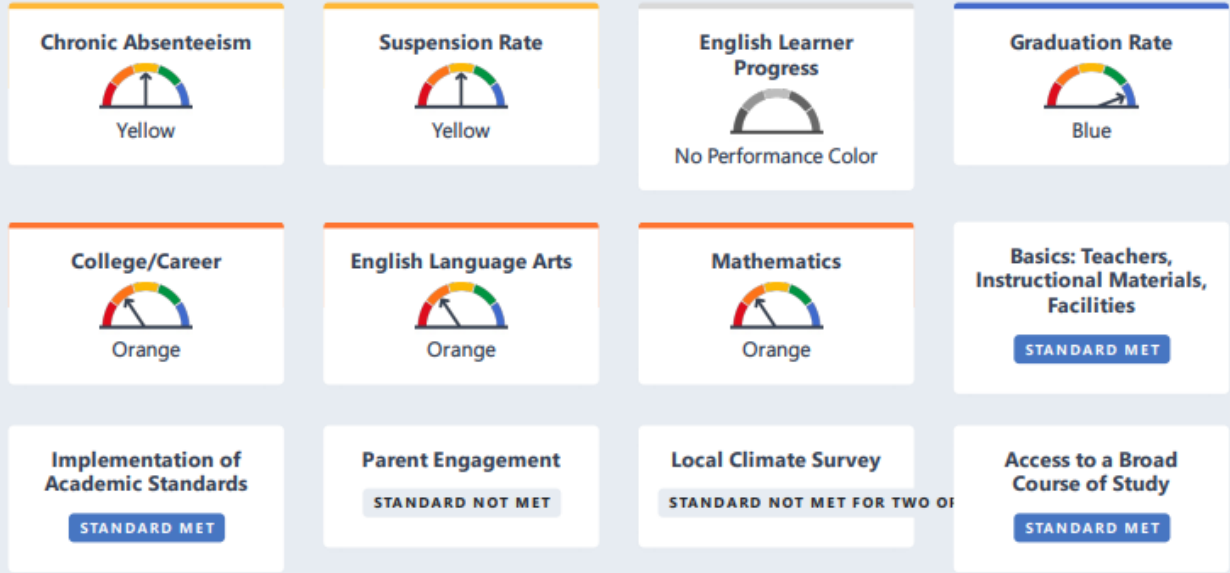 Chronic Absenteeism
Yellow
Suspension Rate
Yellow
English Learner
Progress
No Performance Color
Graduation Rate
Blue
College/Career
Orange
English Language Arts
Orange
Mathematics
Orange
Basics: Teachers,
Instructional Materials,
Facilities
STANDARD MET
Implementation of
Academic Standards
STANDARD MET
Parent Engagement
STANDARD NOT MET
Local Climate Survey
STANDARD NOT MET FOR TWO
Access to a Broad
Course of Study
STANDARD MET